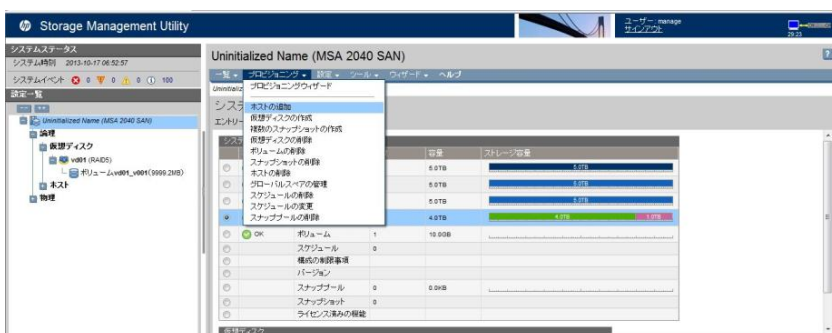 Storage Management Utility
ユーザー: manage
サインアウト
29.23
システムステータス
システム時刻 2013-10-17 06:52:57
システムイベント 0 0 0 100
設定一覧
Uninitialized Name (MSA 2040 SAN)
論理
仮想ディスク
vd01 (RAID5)
ボリュームvd01_v001(9999.2MB)
ホスト
物理
Uninitialized Name (MSA 2040 SAN)
一覧 プロビジョニング 設定 ツール ウィザード ヘルプ
Uninitializ
プロビジョニングウィザード
ホストの追加
仮想ディスクの作成
複数のスナップショットの作成
仮想ディスクの削除
ボリュームの削除
スナップショットの削除
ホストの削除
グローバルスペアの管理
スケジュールの削除
スケジュールの変更
スナッププールの削除
容量 ストレージ容量
5.0TB 5.0TB
5.0TB 5.0TB
5.0TB 5.0TB
4.0TB 4.0TB 1.0TB
OK ボリューム 1 10.0GB
スケジュール 0
構成の制限事項
バージョン
スナッププール 0 0.0KB
スナップショット 0
ライセンス済みの機能
仮想ディスク